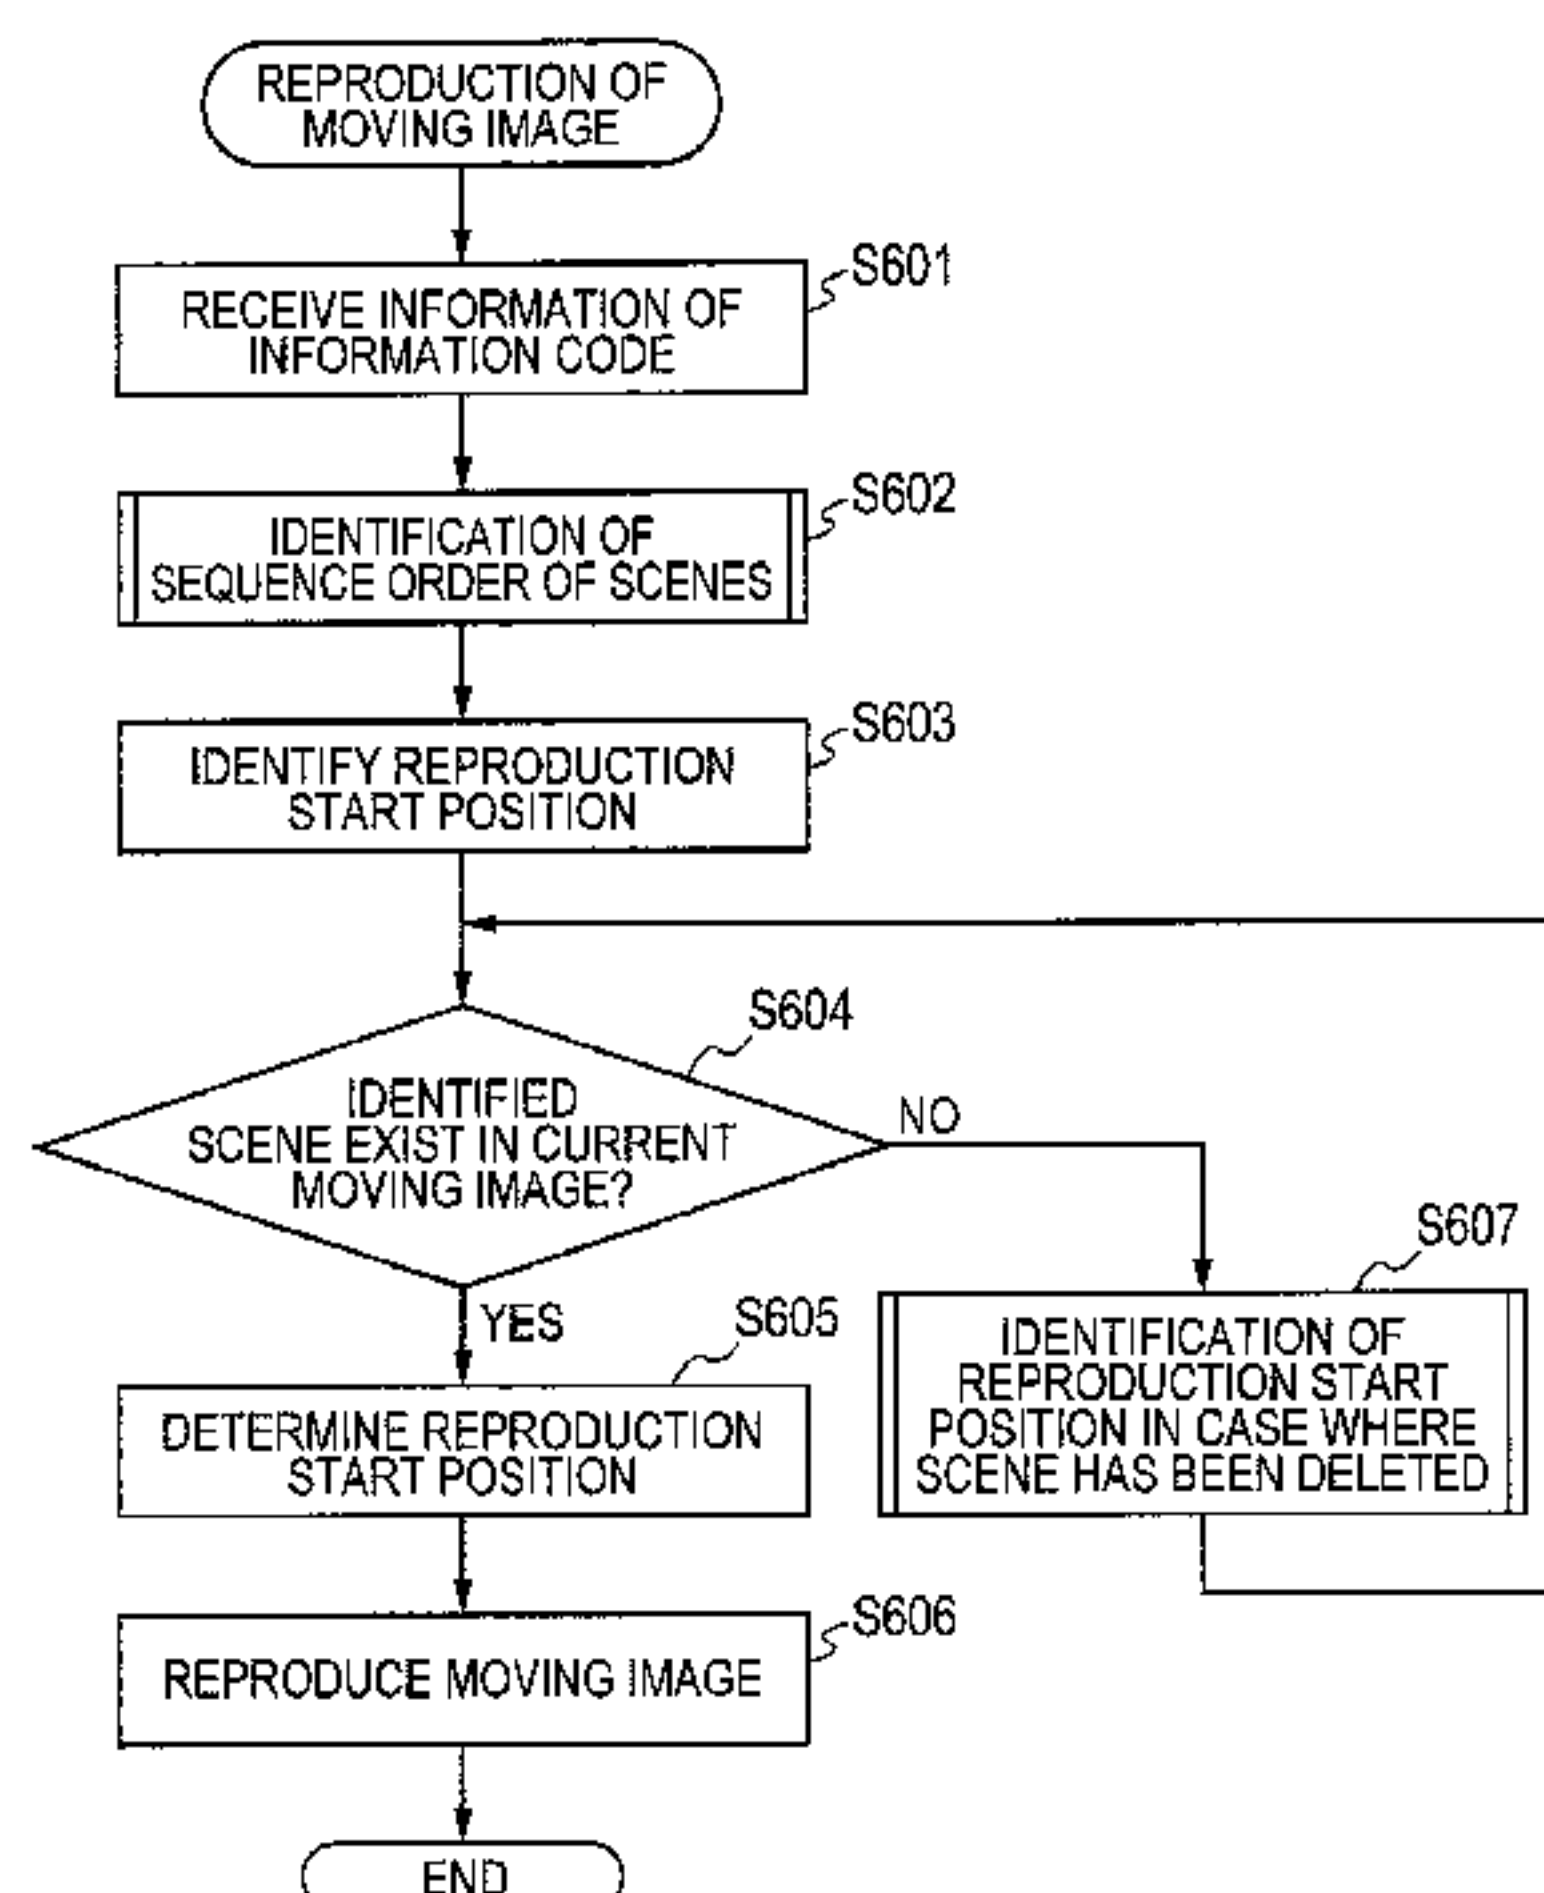 REPRODUCTION OF
MOVING IMAGE
S601
RECEIVE INFORMATION OF
INFORMATION CODE
S602
IDENTIFICATION OF
SEQUENCE ORDER OF SCENES
S603
IDENTIFY REPRODUCTION
START POSITION
S604
IDENTIFIED
SCENE EXIST IN CURRENT
MOVING IMAGE?
NO
YES
S607
IDENTIFICATION OF
REPRODUCTION START
POSITION IN CASE WHERE
SCENE HAS BEEN DELETED
S605
DETERMINE REPRODUCTION
START POSITION
S606
REPRODUCE MOVING IMAGE
END